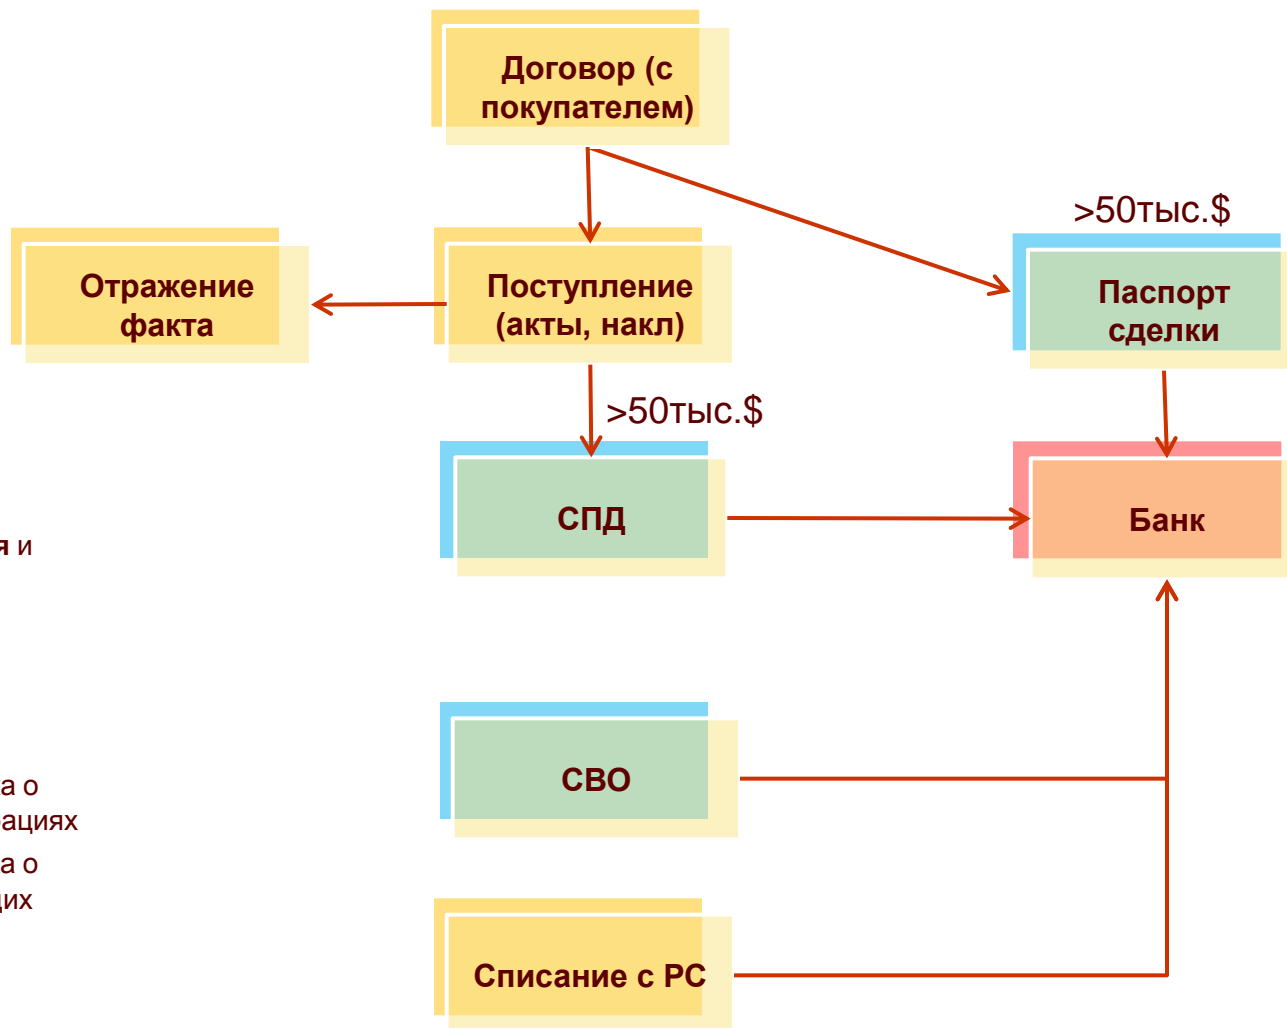 Договор (с
покупателем)
>50тыс.$
Отражение
факта
Поступление
(акты, накл)
Паспорт
сделки
>50тыс.$
СПД
Банк
и
СВО
о
о
Списание с РС